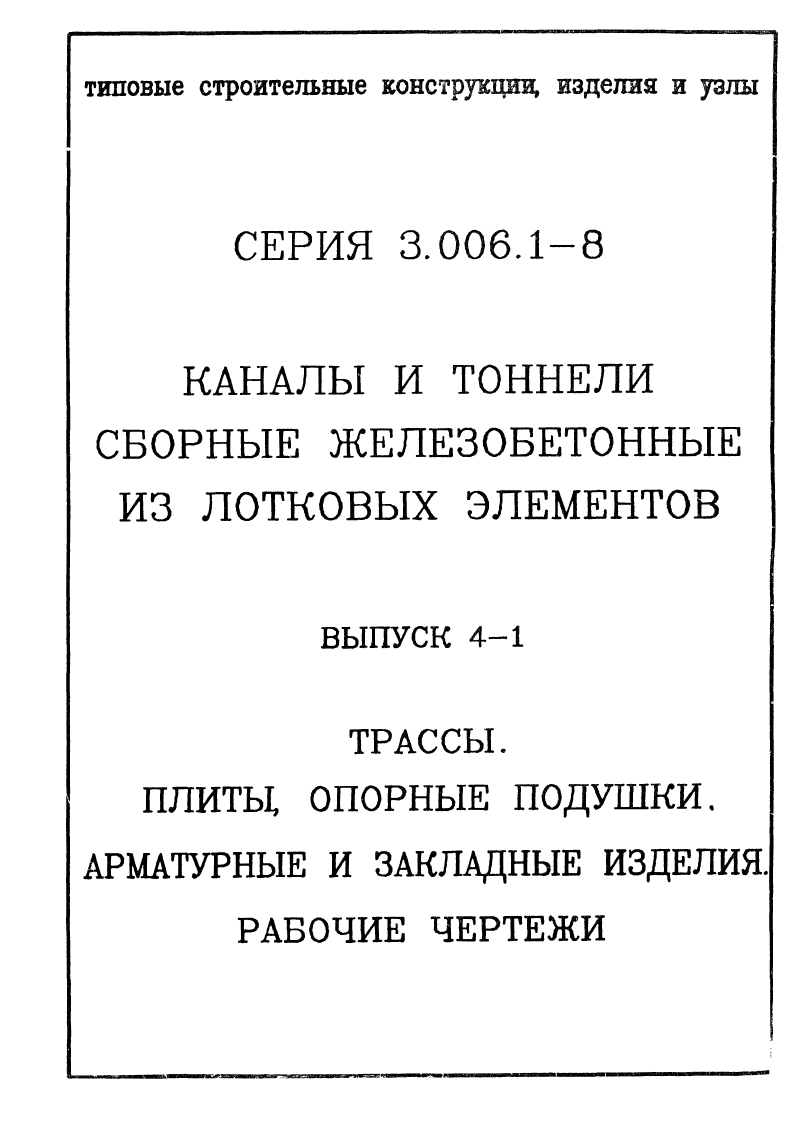 типовые строительные конструкции, изделия и узлы
СЕРИЯ 3.006.1-8
КАНАЛЫ И ТОННЕЛИ
СБОРНЫЕ ЖЕЛЕЗОБЕТОННЫЕ
ИЗ ЛОТКОВЫХ ЭЛЕМЕНТОВ
ВЫПУСК 4-1
ТРАССЫ.
ПЛИТЫ, ОПОРНЫЕ ПОДУШКИ.
АРМАТУРНЫЕ И ЗАКЛАДНЫЕ ИЗДЕЛИЯ.
РАБОЧИЕ ЧЕРТЕЖИ